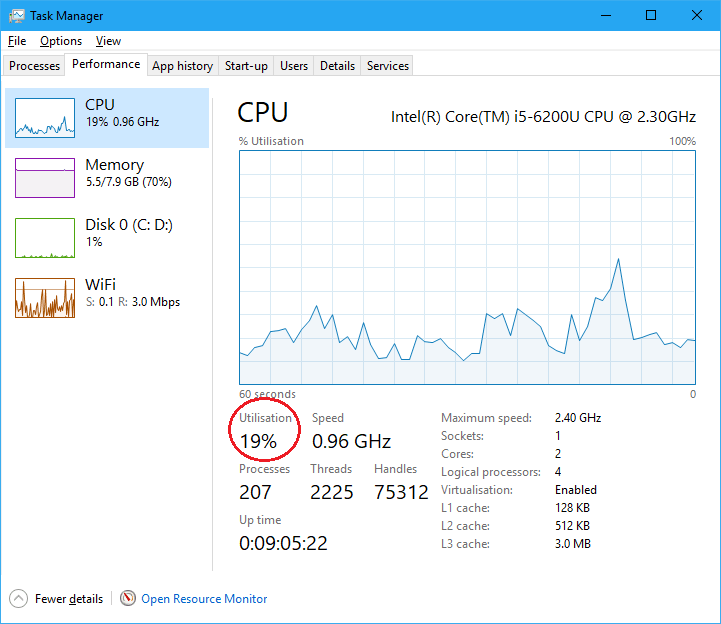 Task Manager
File Options View
Processes Performance App history Start-up Users Details Services
CPU
19% 0.96 GHz
Memory
5.5/7.9 GB (70%)
Disk 0 (C: D:)
1%
WiFi
S: 0.1 R: 3.0 Mbps
CPU Intel(R) Core(TM) i5-6200U CPU @ 2.30GHz
% Utilisation 100%
60 seconds 0
Utilisation Speed
19% 0.96 GHz
Processes Threads Handles
207 2225 75312
Up time
0:09:05:22
Maximum speed: 2.40 GHz
Sockets: 1
Cores: 2
Logical processors: 4
Virtualisation: Enabled
L1 cache: 128 KB
L2 cache: 512 KB
L3 cache: 3.0 MB
Fewer details Open Resource Monitor